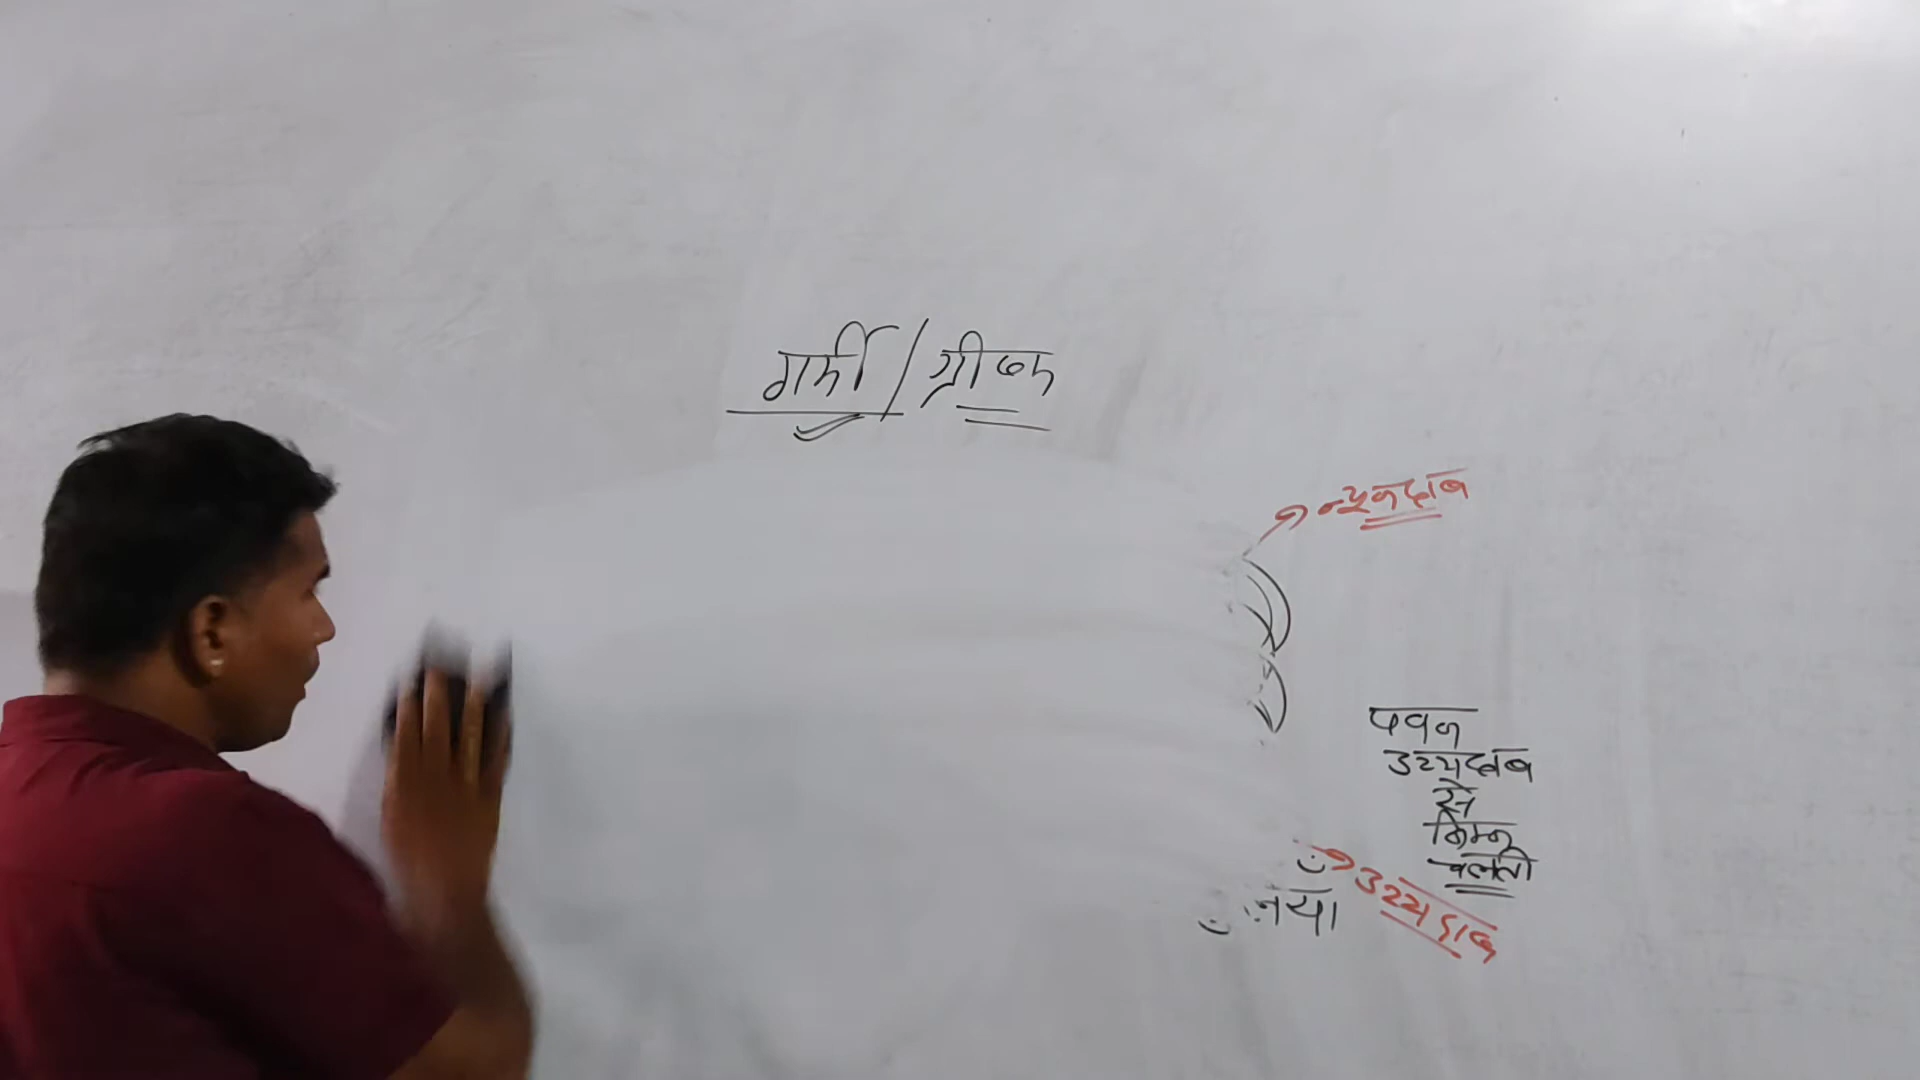 गर्मी / ग्रीष्म
न्यूनदाब
पवन
उच्चदाब
से
निम्न
चलती
उच्चदाब